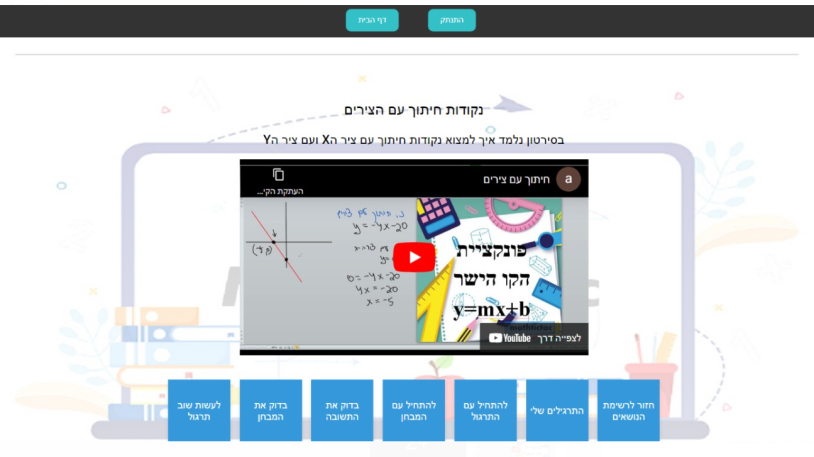 התנתק
דף הבית
נקודות חיתוך עם הצירים
בסירטון נלמד איך למצוא נקודות חיתוך עם ציר הX ועם ציר הY
a
חיתוך עם צירים
העתקת הקי...
y = -4x-20
0 = -4x-20
4x = -20
x = -5
פונקציית
הקו הישר
y=mx+b
לצפייה דרך YouTube
חזור לרשימת
הנושאים
התרגילים שלי
להתחיל עם
התרגול
להתחיל עם
המבחן
בדוק את
התשובה
בדוק את
המבחן
לעשות שוב
תרגול